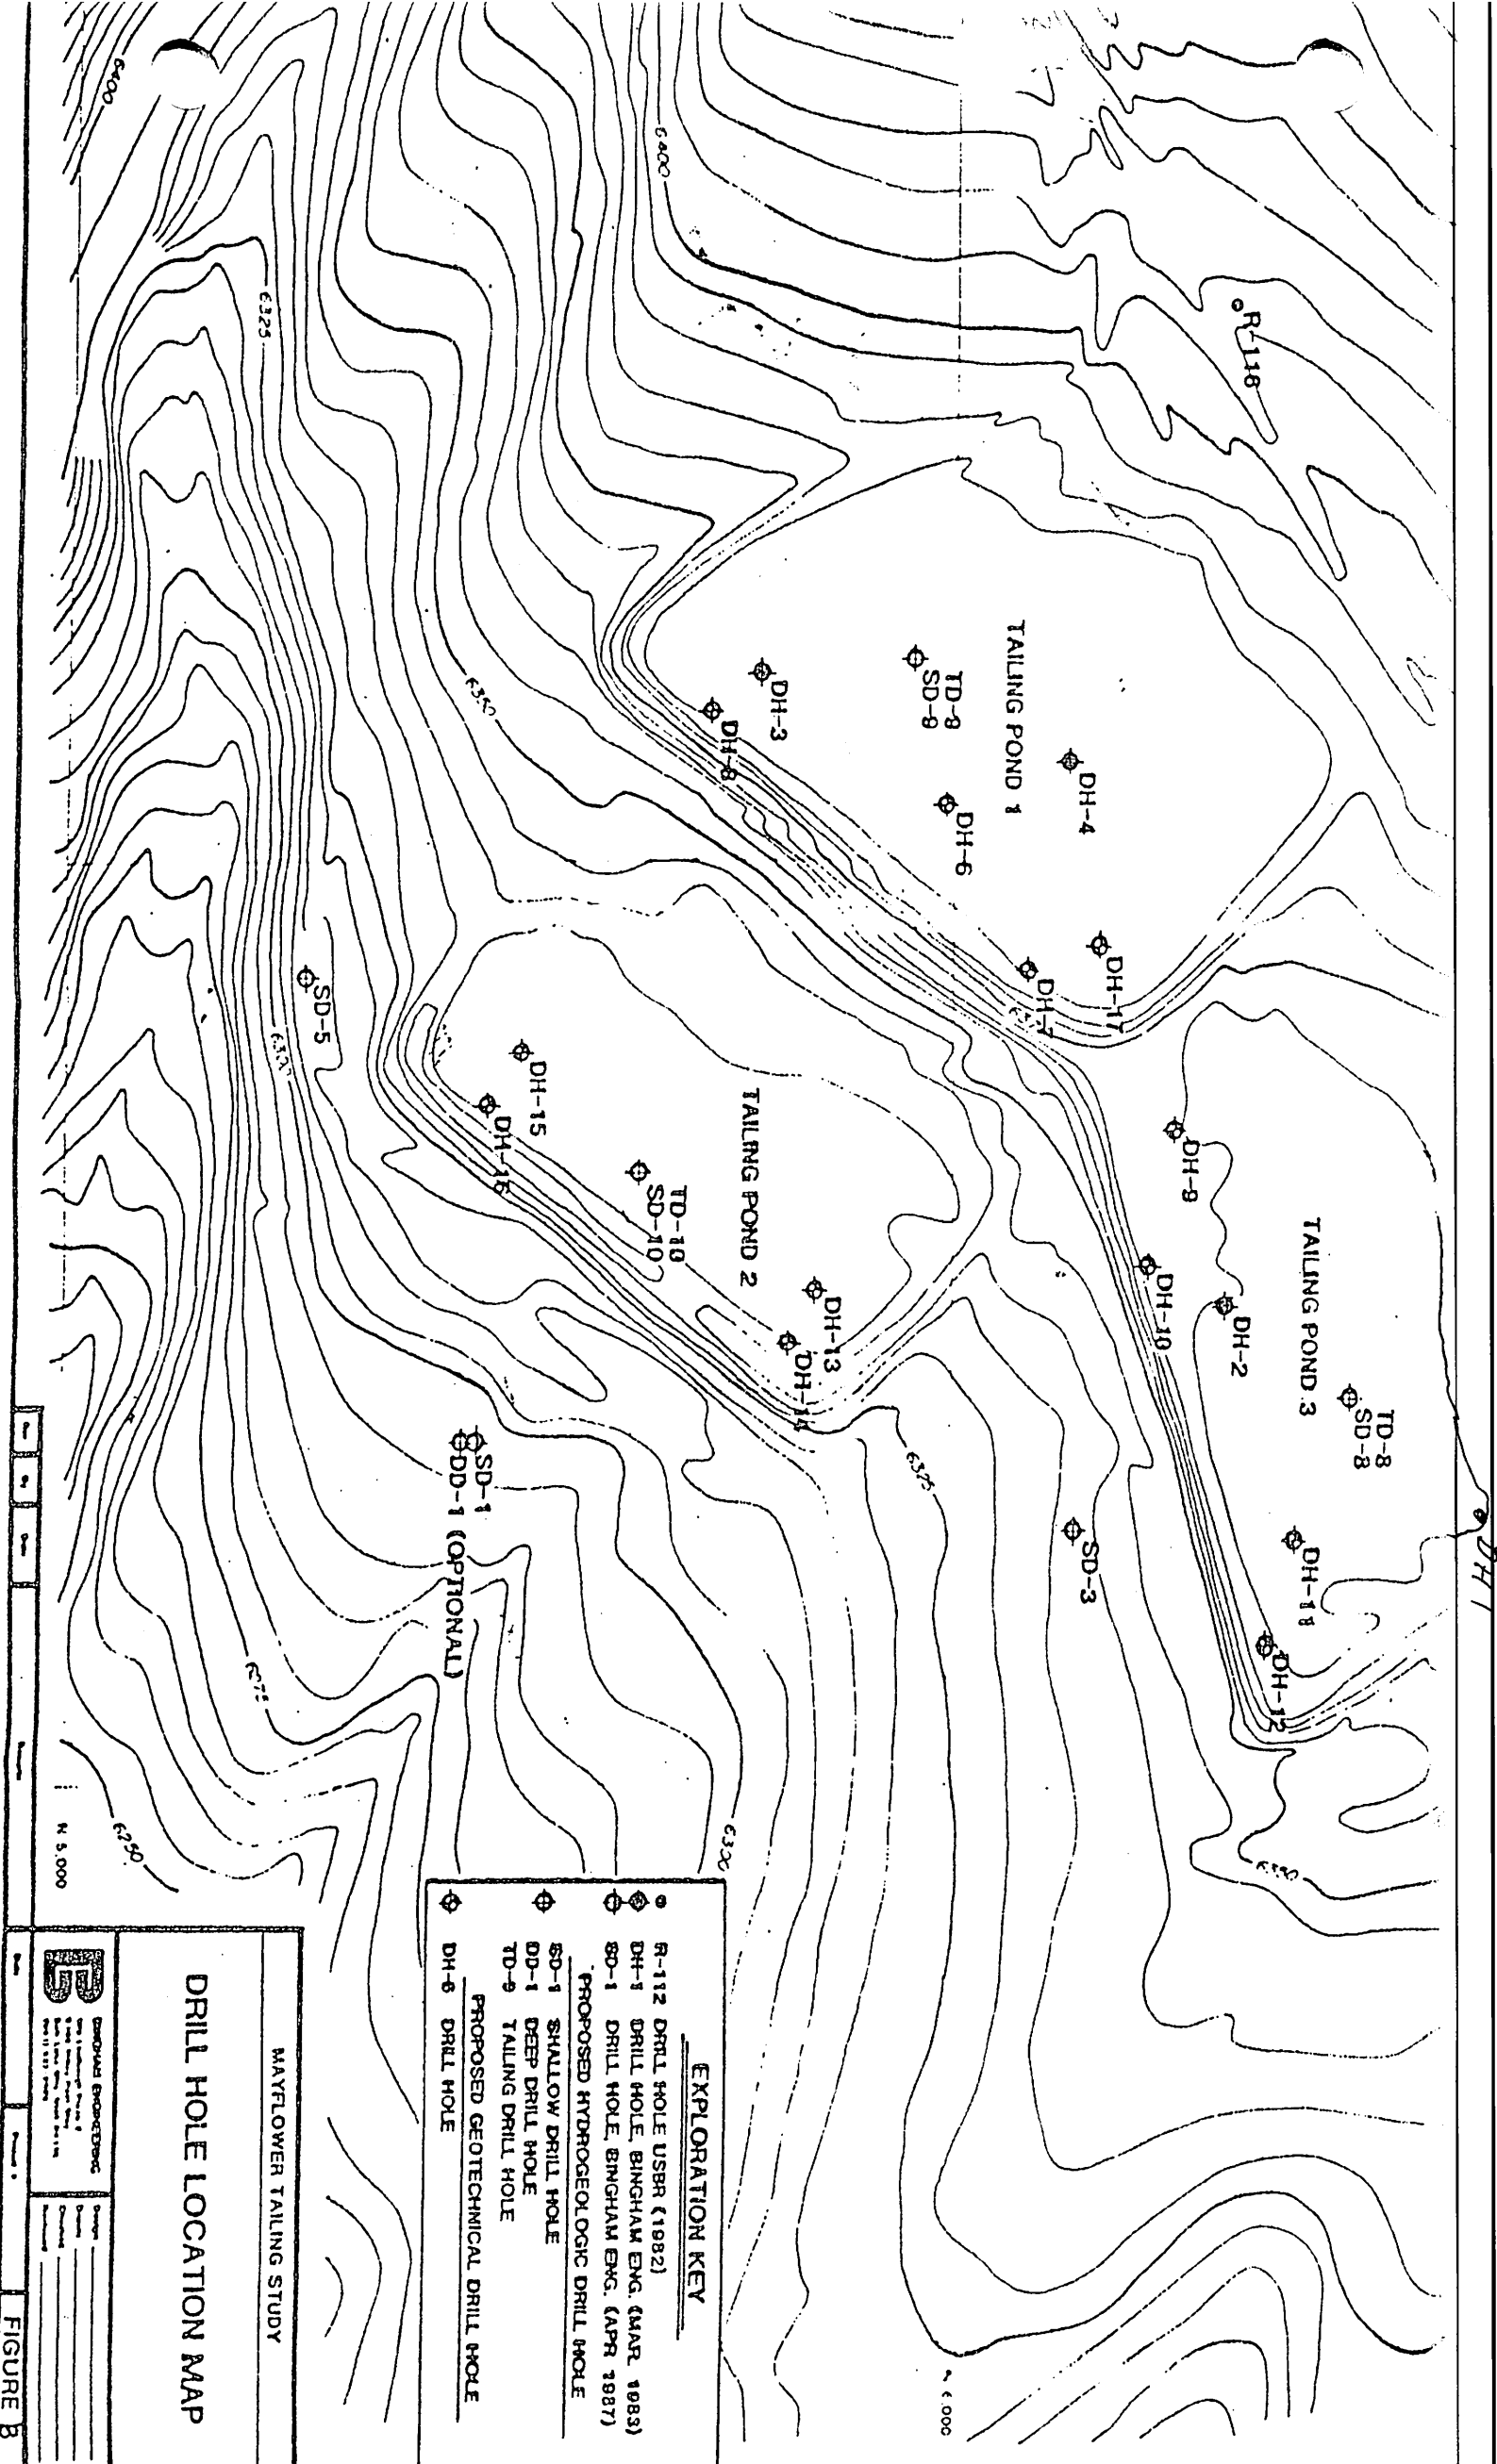 6400
6400
6325
R-116
TAILING POND 1
TD-9
SD-9
DH-3
DH-8
DH-4
DH-6
DH-17
DH-7
6350
SD-5
DH-9
DH-10
DH-2
TAILING POND 3
TD-8
SD-8
DH-11
DH-12
DH 1
DH-15
DH-16
TD-10
SD-10
TAILING POND 2
DH-13
DH-14
6325
SD-3
SD-1
DD-1 (OPTIONAL)
6275
6300
6350
6250
N 5,000
EXPLORATION KEY
R-112 DRILL HOLE USBR (1982)
DH-1 DRILL HOLE, BINGHAM ENG. (MAR. 1983)
SD-1 DRILL HOLE, BINGHAM ENG. (APR 1987)
PROPOSED HYDROGEOLOGIC DRILL HOLE
SD-1 SHALLOW DRILL HOLE
DD-1 DEEP DRILL HOLE
TD-9 TAILING DRILL HOLE
PROPOSED GEOTECHNICAL DRILL HOLE
DH-6 DRILL HOLE
MAYFLOWER TAILING STUDY
DRILL HOLE LOCATION MAP
BINGHAM ENGINEERING
FIGURE B